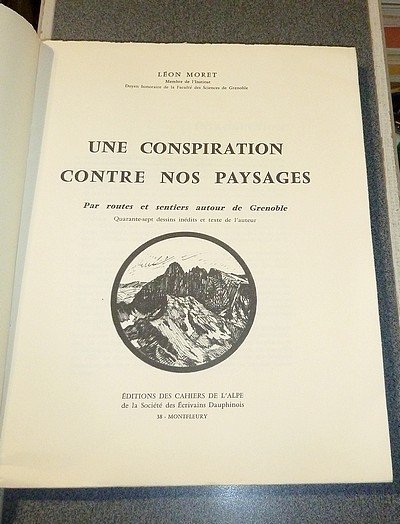 LÉON MORET
Membre de l'Institut
Doyen honoraire de la Faculté des Sciences de Grenoble
UNE CONSPIRATION
CONTRE NOS PAYSAGES
Par routes et sentiers autour de Grenoble
Quarante-sept dessins inédits et texte de l'auteur
ÉDITIONS DES CAHIERS DE L'ALPE
de la Société des Écrivains Dauphinois
38 - MONTFLEURY